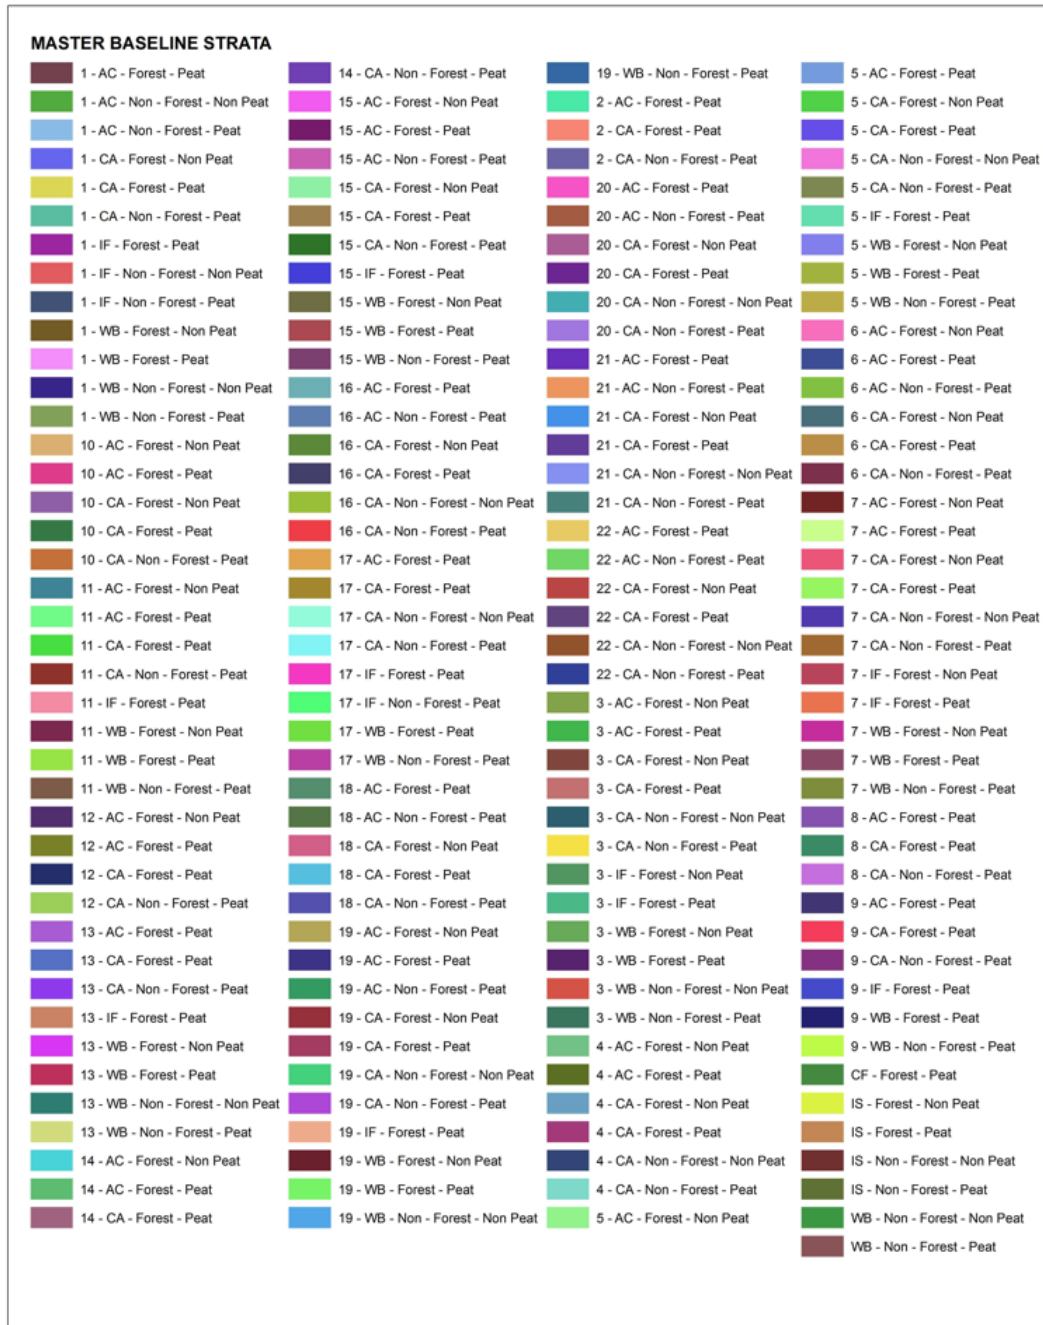 MASTER BASELINE STRATA
1 - AC - Forest - Peat
1 - AC - Non - Forest - Non Peat
1 - AC - Non - Forest - Peat
1 - CA - Forest - Non Peat
1 - CA - Forest - Peat
1 - CA - Non - Forest - Peat
1 - IF - Forest - Peat
1 - IF - Non - Forest - Non Peat
1 - IF - Non - Forest - Peat
1 - WB - Forest - Non Peat
1 - WB - Forest - Peat
1 - WB - Non - Forest - Non Peat
1 - WB - Non - Forest - Peat
10 - AC - Forest - Non Peat
10 - AC - Forest - Peat
10 - CA - Forest - Non Peat
10 - CA - Forest - Peat
10 - CA - Non - Forest - Peat
11 - AC - Forest - Non Peat
11 - AC - Forest - Peat
11 - CA - Forest - Peat
11 - CA - Non - Forest - Peat
11 - IF - Forest - Peat
11 - WB - Forest - Non Peat
11 - WB - Forest - Peat
11 - WB - Non - Forest - Peat
12 - AC - Forest - Non Peat
12 - AC - Forest - Peat
12 - CA - Forest - Peat
12 - CA - Non - Forest - Peat
13 - AC - Forest - Peat
13 - CA - Forest - Peat
13 - CA - Non - Forest - Peat
13 - IF - Forest - Peat
13 - WB - Forest - Non Peat
13 - WB - Forest - Peat
13 - WB - Non - Forest - Non Peat
13 - WB - Non - Forest - Peat
14 - AC - Forest - Non Peat
14 - AC - Forest - Peat
14 - CA - Forest - Peat
14 - CA - Non - Forest - Peat
15 - AC - Forest - Non Peat
15 - AC - Forest - Peat
15 - AC - Non - Forest - Peat
15 - CA - Forest - Non Peat
15 - CA - Forest - Peat
15 - CA - Non - Forest - Peat
15 - IF - Forest - Peat
15 - WB - Forest - Non Peat
15 - WB - Forest - Peat
15 - WB - Non - Forest - Peat
16 - AC - Forest - Peat
16 - AC - Non - Forest - Peat
16 - CA - Forest - Non Peat
16 - CA - Forest - Peat
16 - CA - Non - Forest - Non Peat
16 - CA - Non - Forest - Peat
17 - AC - Forest - Peat
17 - CA - Forest - Peat
17 - CA - Non - Forest - Non Peat
17 - CA - Non - Forest - Peat
17 - IF - Forest - Peat
17 - IF - Non - Forest - Peat
17 - WB - Forest - Peat
17 - WB - Non - Forest - Peat
18 - AC - Forest - Peat
18 - AC - Non - Forest - Peat
18 - CA - Forest - Non Peat
18 - CA - Forest - Peat
18 - CA - Non - Forest - Peat
19 - AC - Forest - Non Peat
19 - AC - Forest - Peat
19 - AC - Non - Forest - Peat
19 - CA - Forest - Non Peat
19 - CA - Forest - Peat
19 - CA - Non - Forest - Non Peat
19 - CA - Non - Forest - Peat
19 - IF - Forest - Peat
19 - WB - Forest - Non Peat
19 - WB - Forest - Peat
19 - WB - Non - Forest - Non Peat
19 - WB - Non - Forest - Peat
2 - AC - Forest - Peat
2 - CA - Forest - Peat
2 - CA - Non - Forest - Peat
20 - AC - Forest - Peat
20 - AC - Non - Forest - Peat
20 - CA - Forest - Non Peat
20 - CA - Forest - Peat
20 - CA - Non - Forest - Non Peat
20 - CA - Non - Forest - Peat
21 - AC - Forest - Peat
21 - AC - Non - Forest - Peat
21 - CA - Forest - Non Peat
21 - CA - Forest - Peat
21 - CA - Non - Forest - Non Peat
21 - CA - Non - Forest - Peat
22 - AC - Forest - Peat
22 - AC - Non - Forest - Peat
22 - CA - Forest - Non Peat
22 - CA - Forest - Peat
22 - CA - Non - Forest - Non Peat
22 - CA - Non - Forest - Peat
3 - AC - Forest - Non Peat
3 - AC - Forest - Peat
3 - CA - Forest - Non Peat
3 - CA - Forest - Peat
3 - CA - Non - Forest - Non Peat
3 - CA - Non - Forest - Peat
3 - IF - Forest - Non Peat
3 - IF - Forest - Peat
3 - WB - Forest - Non Peat
3 - WB - Forest - Peat
3 - WB - Non - Forest - Non Peat
3 - WB - Non - Forest - Peat
4 - AC - Forest - Non Peat
4 - AC - Forest - Peat
4 - CA - Forest - Non Peat
4 - CA - Forest - Peat
4 - CA - Non - Forest - Non Peat
4 - CA - Non - Forest - Peat
5 - AC - Forest - Non Peat
5 - AC - Forest - Peat
5 - CA - Forest - Non Peat
5 - CA - Forest - Peat
5 - CA - Non - Forest - Non Peat
5 - CA - Non - Forest - Peat
5 - IF - Forest - Peat
5 - WB - Forest - Non Peat
5 - WB - Forest - Peat
5 - WB - Non - Forest - Peat
6 - AC - Forest - Non Peat
6 - AC - Forest - Peat
6 - AC - Non - Forest - Peat
6 - CA - Forest - Non Peat
6 - CA - Forest - Peat
6 - CA - Non - Forest - Peat
7 - AC - Forest - Non Peat
7 - AC - Forest - Peat
7 - CA - Forest - Non Peat
7 - CA - Forest - Peat
7 - CA - Non - Forest - Non Peat
7 - CA - Non - Forest - Peat
7 - IF - Forest - Non Peat
7 - IF - Forest - Peat
7 - WB - Forest - Non Peat
7 - WB - Forest - Peat
7 - WB - Non - Forest - Peat
8 - AC - Forest - Peat
8 - CA - Forest - Peat
8 - CA - Non - Forest - Peat
9 - AC - Forest - Peat
9 - CA - Forest - Peat
9 - CA - Non - Forest - Peat
9 - IF - Forest - Peat
9 - WB - Forest - Peat
9 - WB - Non - Forest - Peat
CF - Forest - Peat
IS - Forest - Non Peat
IS - Forest - Peat
IS - Non - Forest - Non Peat
IS - Non - Forest - Peat
WB - Non - Forest - Non Peat
WB - Non - Forest - Peat